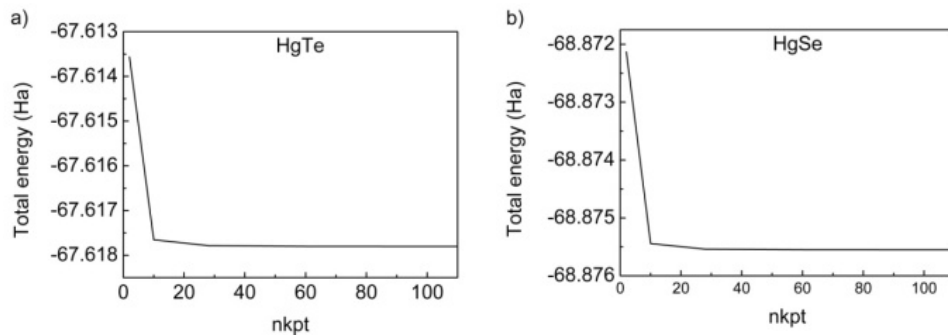 a)
HgTe
Total energy (Ha)
-67.613
-67.614
-67.615
-67.616
-67.617
-67.618
0 20 40 60 80 100
nkpt
b)
HgSe
Total energy (Ha)
-68.872
-68.873
-68.874
-68.875
-68.876
0 20 40 60 80 100
nkpt